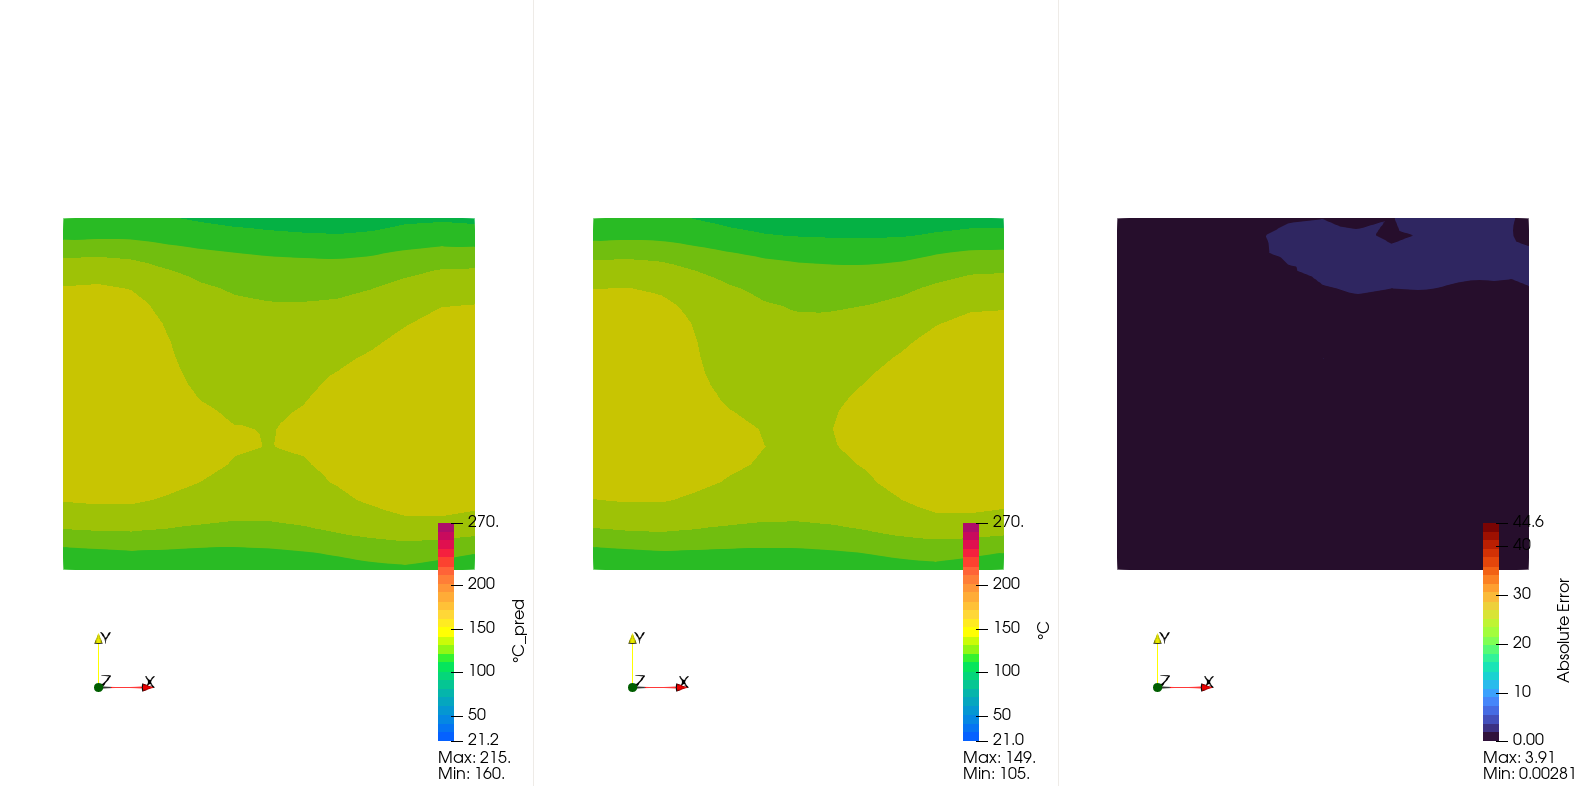 270.
200
150
100
50
21.2
°C_pred
Max: 215.
Min: 160.
Y
Z
X
270.
200
150
100
50
21.0
°C
Max: 149.
Min: 105.
Y
Z
X
44.6
40
30
20
10
0.00
Absolute Error
Max: 3.91
Min: 0.00281
Y
Z
X